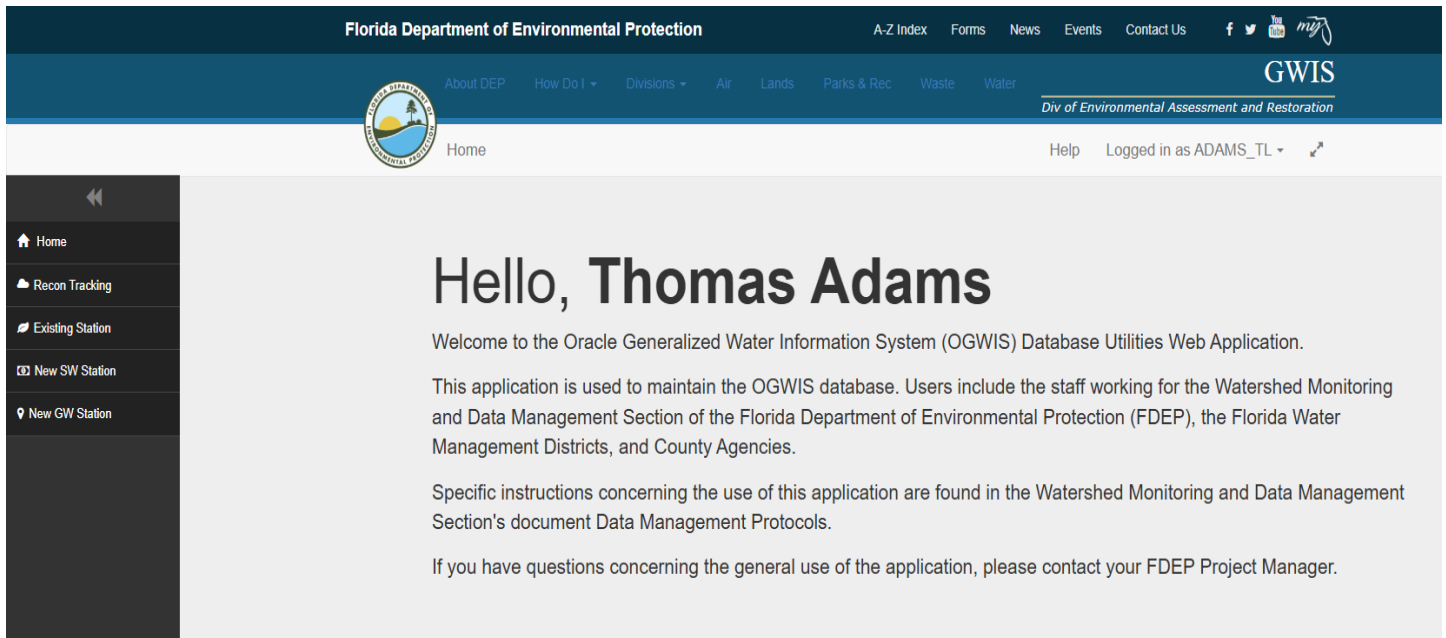 Florida Department of Environmental Protection
A-Z Index Forms News Events Contact Us
You
Tube
GWIS
About DEP How Do I Divisions Air Lands Parks & Rec Waste Water
Div of Environmental Assessment and Restoration
FLORIDA DEPARTMENT OF ENVIRONMENTAL PROTECTION
Home
Help Logged in as ADAMS_TL
Home
Recon Tracking
Existing Station
New SW Station
New GW Station
Hello, Thomas Adams
Welcome to the Oracle Generalized Water Information System (OGWIS) Database Utilities Web Application.
This application is used to maintain the OGWIS database. Users include the staff working for the Watershed Monitoring
and Data Management Section of the Florida Department of Environmental Protection (FDEP), the Florida Water
Management Districts, and County Agencies.
Specific instructions concerning the use of this application are found in the Watershed Monitoring and Data Management
Section's document Data Management Protocols.
If you have questions concerning the general use of the application, please contact your FDEP Project Manager.